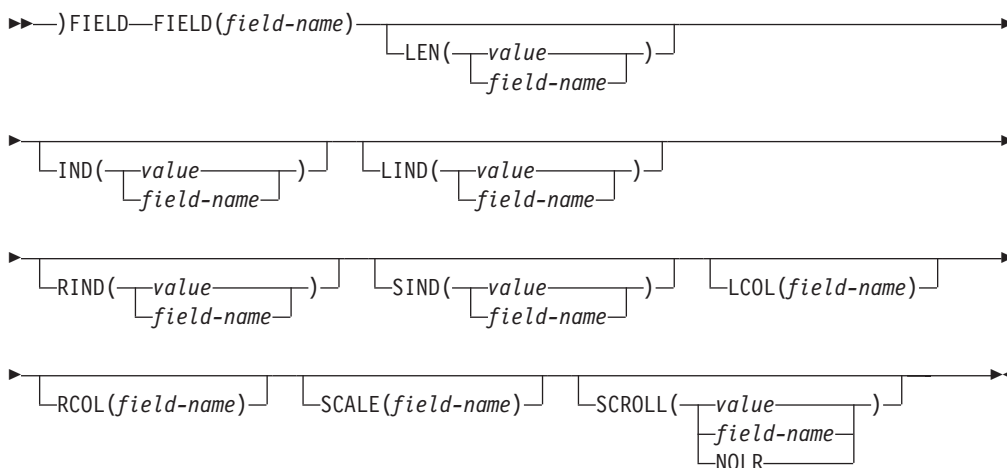 )FIELD FIELD(field-name)
LEN( value )
field-name
IND( value )
field-name
LIND( value )
field-name
RIND( value )
field-name
SIND( value )
field-name
LCOL(field-name)
RCOL(field-name)
SCALE(field-name)
SCROLL( value )
field-name
NOLR